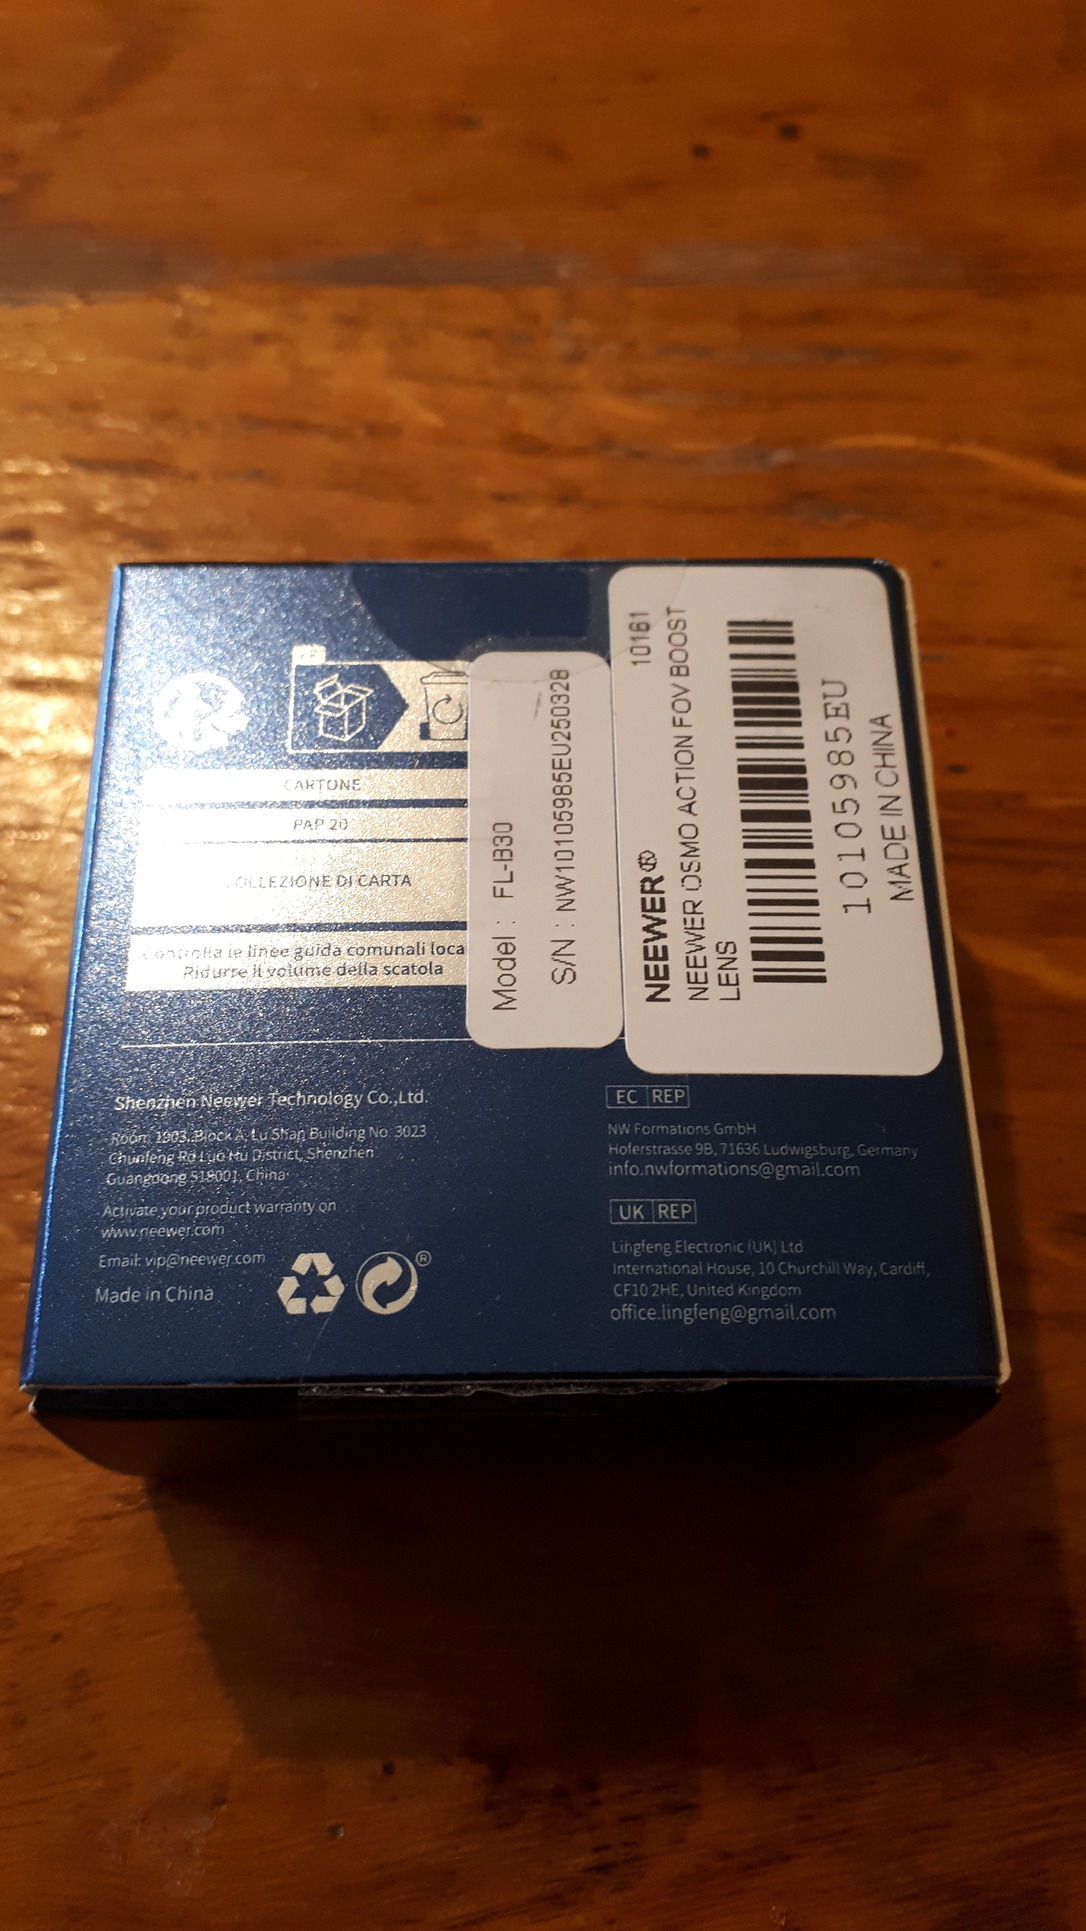 CARTONE
PAP 20
COLLEZIONE DI CARTA
Controlla le linee guida comunali loca
Ridurre il volume della scatola
Model : FL-B30
S/N : NW10105985EU250328
10161
NEEWER®
NEEWER OSMO ACTION FOV BOOST
LENS
10105985EU
MADE IN CHINA
Shenzhen Neewer Technology Co.,Ltd.
Room 1903, Block A, Lu Shan Building No. 3023
Chunfeng Rd Luo Hu District, Shenzhen
Guangdong 518001, China
Activate your product warranty on
www.neewer.com
Email: vip@neewer.com
Made in China
®
EC REP
NW Formations GmbH
Hoferstrasse 9B, 71636 Ludwigsburg, Germany
info.nwformations@gmail.com
UK REP
Lingfeng Electronic (UK) Ltd
International House, 10 Churchill Way, Cardiff,
CF10 2HE, United Kingdom
office.lingfeng@gmail.com